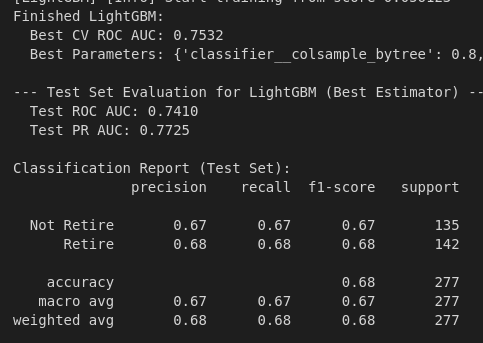 [LightGBM] [Info] Start training from score 0.050125
Finished LightGBM:
  Best CV ROC AUC: 0.7532
  Best Parameters: {'classifier__colsample_bytree': 0.8,
--- Test Set Evaluation for LightGBM (Best Estimator) --
  Test ROC AUC: 0.7410
  Test PR AUC: 0.7725
Classification Report (Test Set):
              precision    recall  f1-score   support
  Not Retire       0.67      0.67      0.67       135
      Retire       0.68      0.68      0.68       142
    accuracy                           0.68       277
   macro avg       0.67      0.67      0.67       277
weighted avg       0.68      0.68      0.68       277